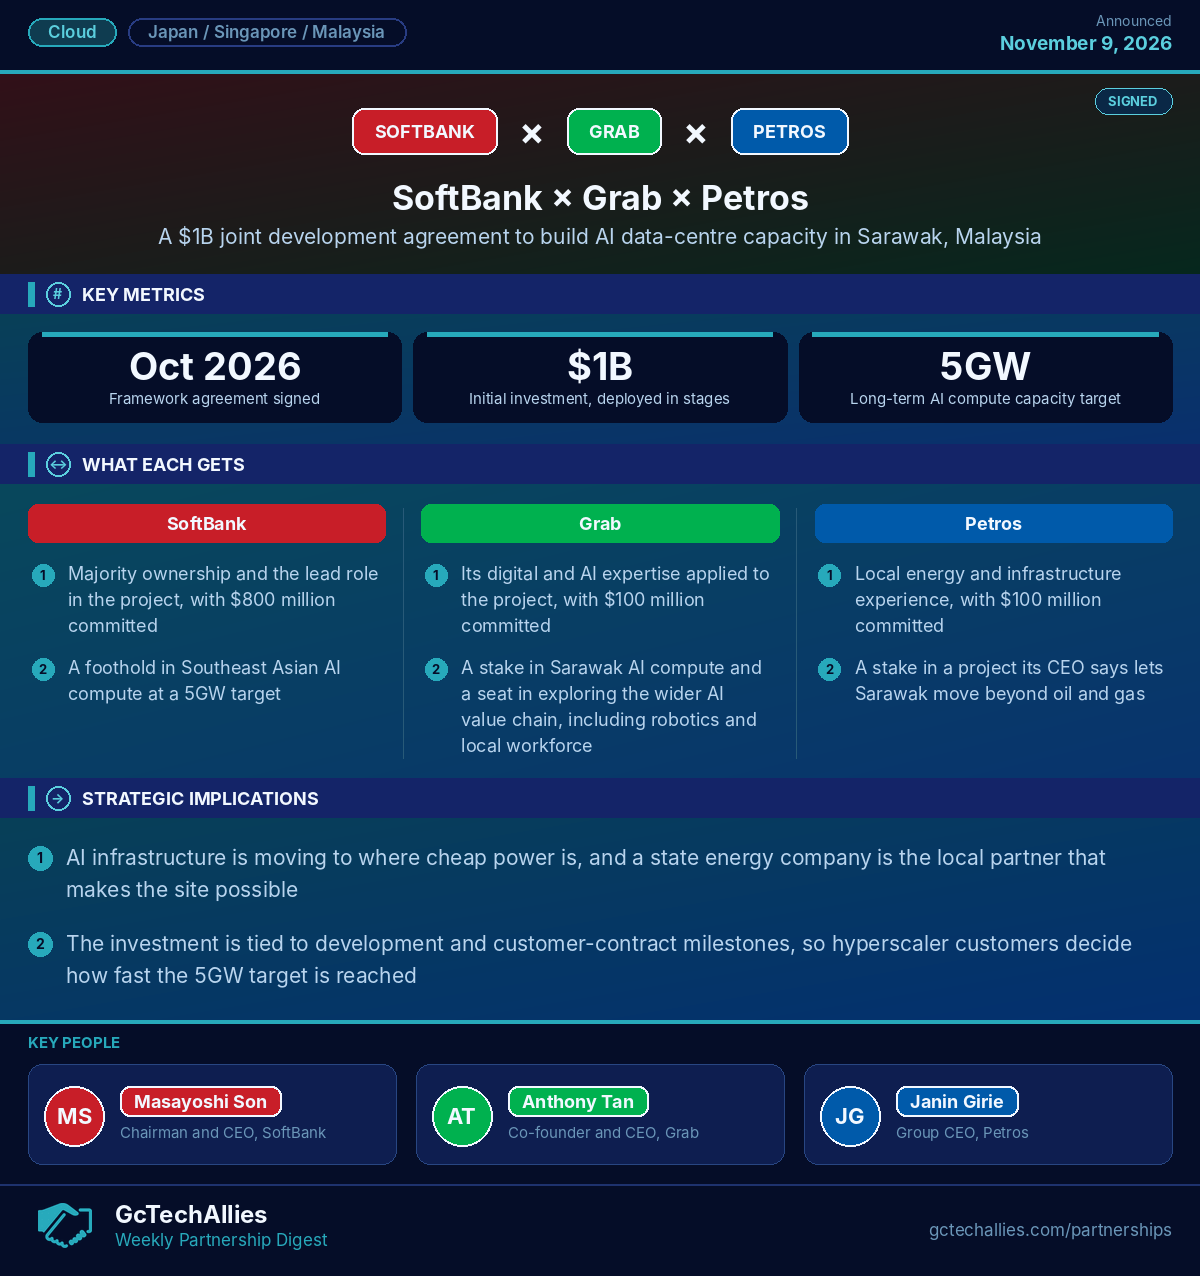 Cloud
Japan / Singapore / Malaysia
Announced
November 9, 2026
SIGNED
SOFTBANK × GRAB × PETROS
SoftBank × Grab × Petros
A $1B joint development agreement to build AI data-centre capacity in Sarawak, Malaysia
# KEY METRICS
Oct 2026
Framework agreement signed
$1B
Initial investment, deployed in stages
5GW
Long-term AI compute capacity target
WHAT EACH GETS
SoftBank
1 Majority ownership and the lead role
in the project, with $800 million
committed
2 A foothold in Southeast Asian AI
compute at a 5GW target
Grab
1 Its digital and AI expertise applied to
the project, with $100 million
committed
2 A stake in Sarawak AI compute and
a seat in exploring the wider AI
value chain, including robotics and
local workforce
Petros
1 Local energy and infrastructure
experience, with $100 million
committed
2 A stake in a project its CEO says lets
Sarawak move beyond oil and gas
STRATEGIC IMPLICATIONS
1 AI infrastructure is moving to where cheap power is, and a state energy company is the local partner that
makes the site possible
2 The investment is tied to development and customer-contract milestones, so hyperscaler customers decide
how fast the 5GW target is reached
KEY PEOPLE
MS
Masayoshi Son
Chairman and CEO, SoftBank
AT
Anthony Tan
Co-founder and CEO, Grab
JG
Janin Girie
Group CEO, Petros
GcTechAllies
Weekly Partnership Digest
gctechallies.com/partnerships